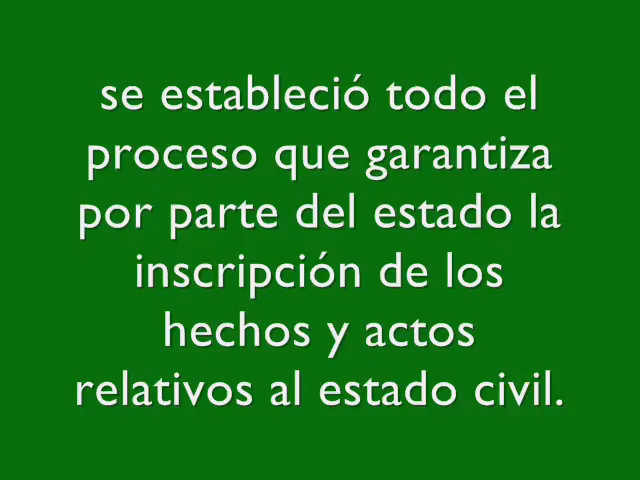 se estableció todo el
proceso que garantiza
por parte del estado la
inscripción de los
hechos y actos
relativos al estado civil.